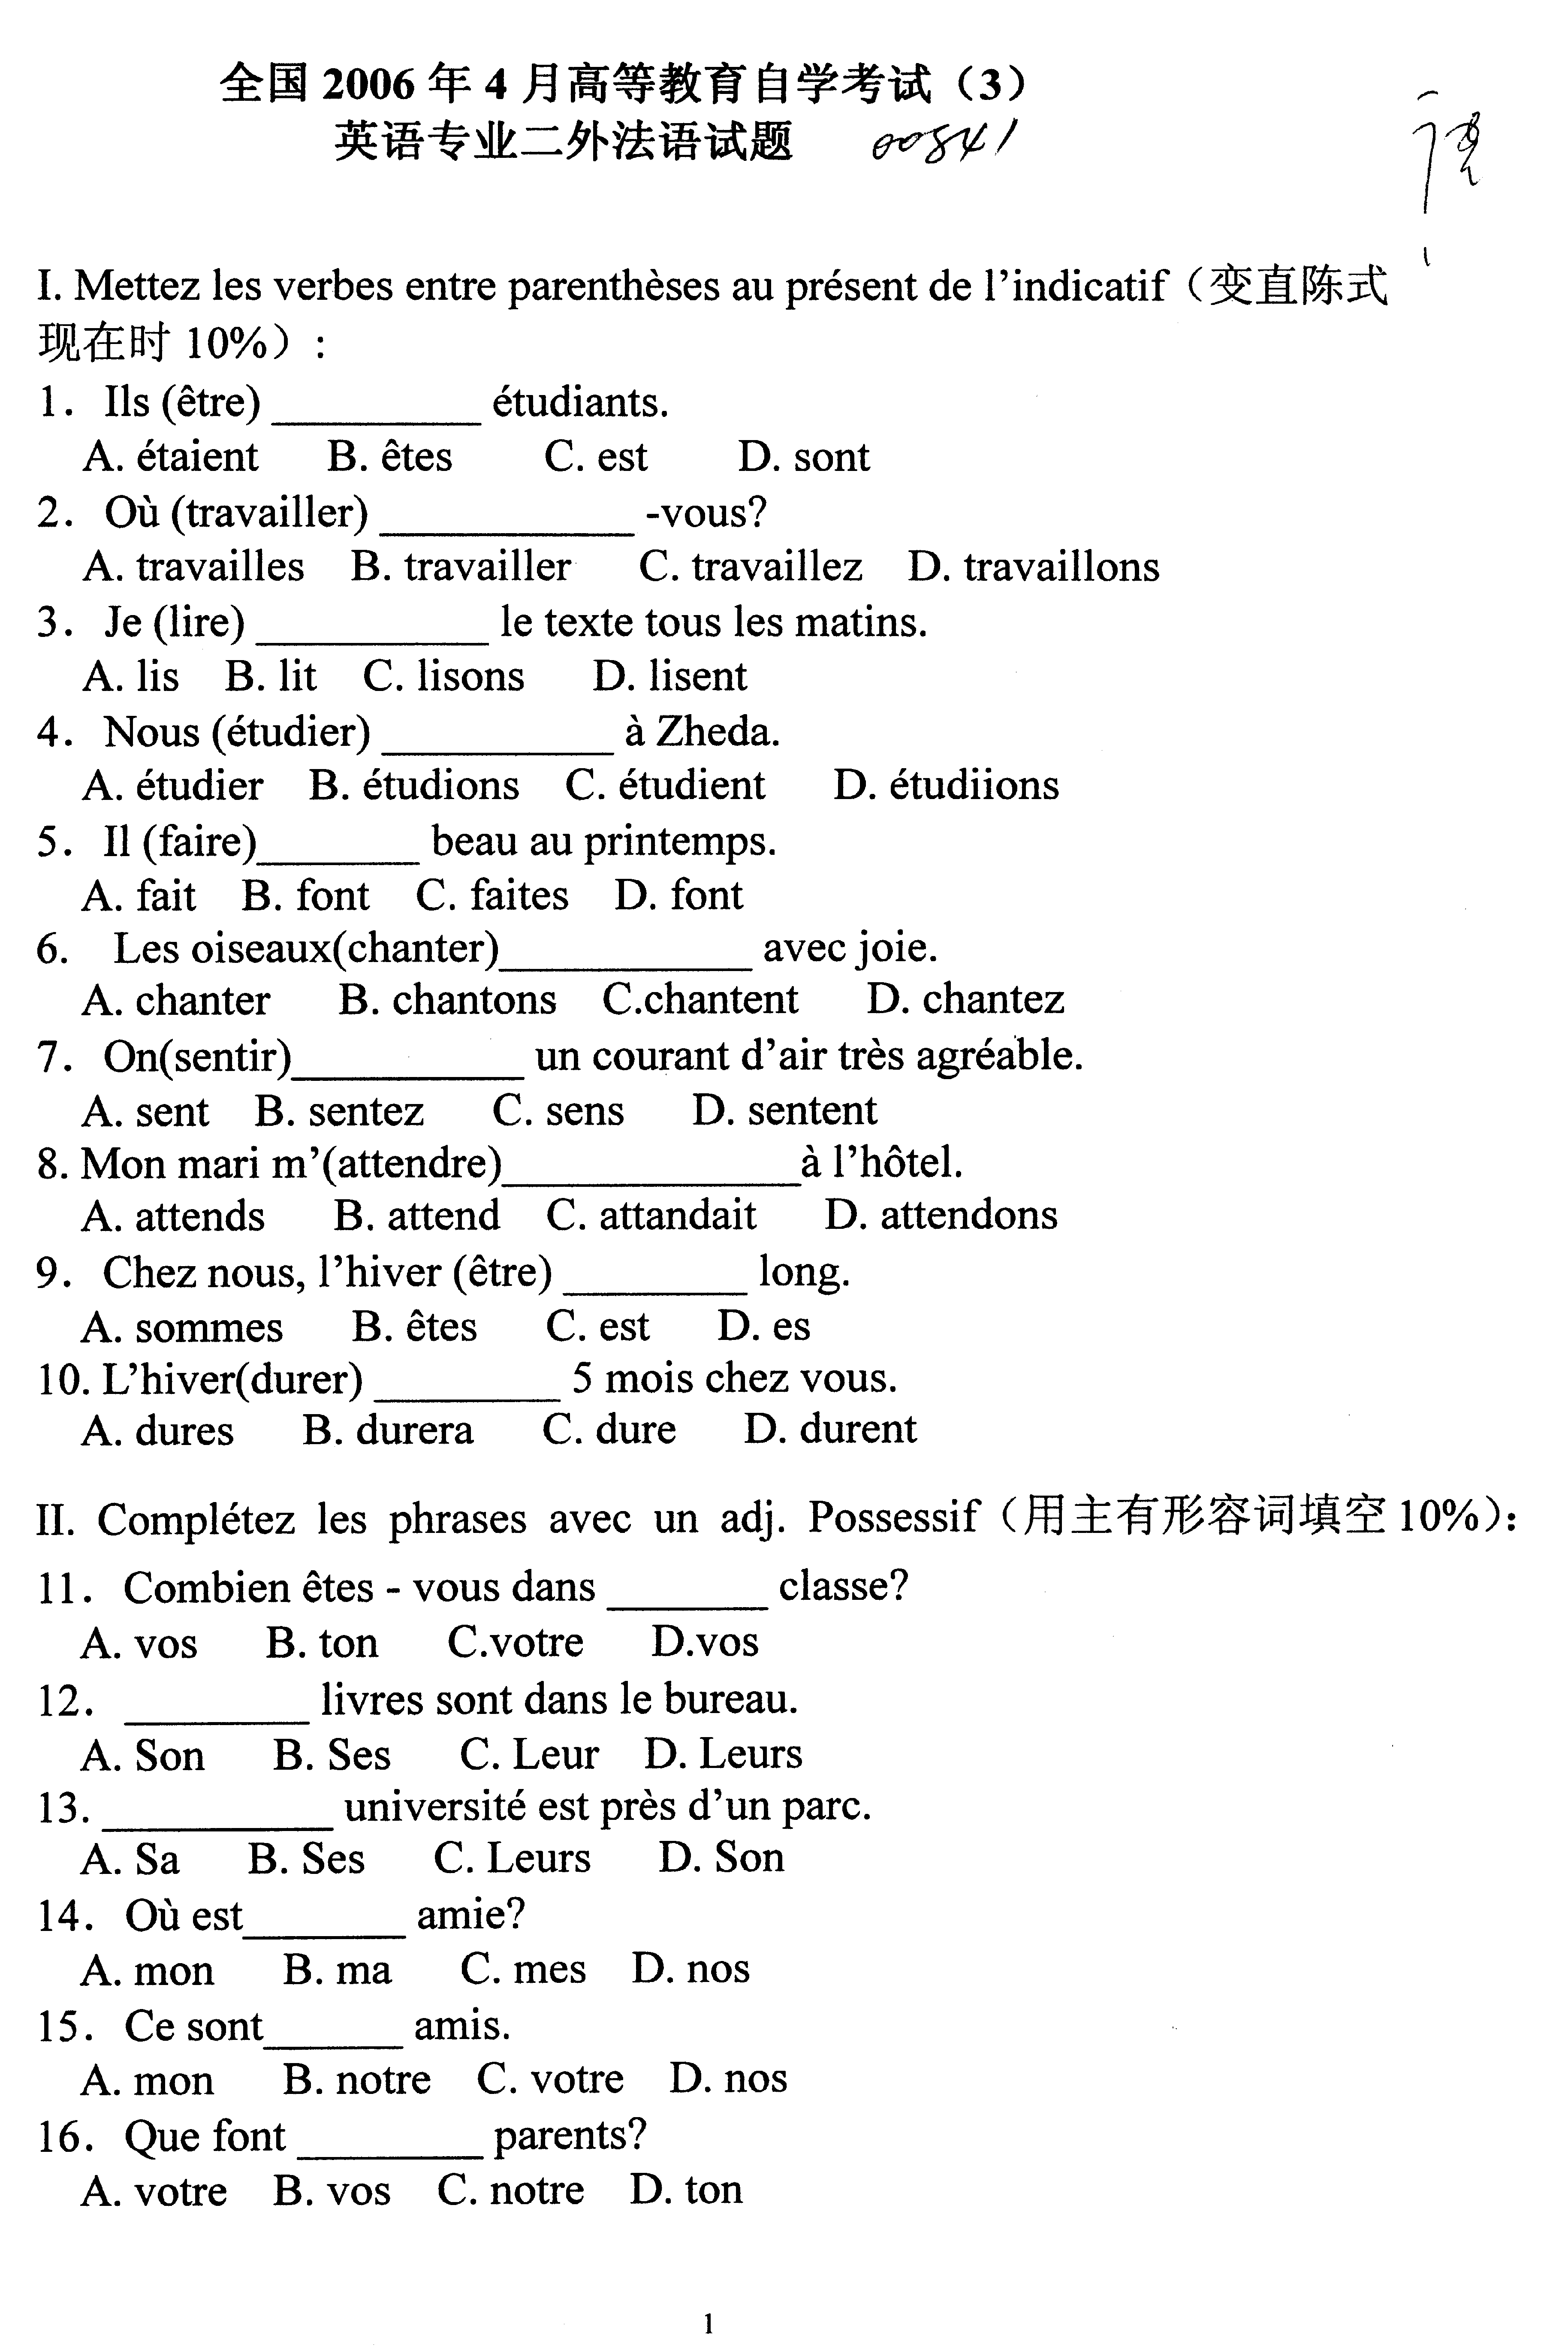 全国 2006 年 4 月高等教育自学考试（3）
英语专业二外法语试题 00841
I. Mettez les verbes entre parenthèses au présent de l’indicatif（变直陈式
现在时 10%）:
1. Ils (être) _________ étudiants.
A. étaient B. êtes C. est D. sont
2. Où (travailler) ___________ -vous?
A. travailles B. travailler C. travaillez D. travaillons
3. Je (lire) __________ le texte tous les matins.
A. lis B. lit C. lisons D. lisent
4. Nous (étudier) __________ à Zheda.
A. étudier B. étudions C. étudient D. étudiions
5. Il (faire)_______ beau au printemps.
A. fait B. font C. faites D. font
6. Les oiseaux(chanter)___________ avec joie.
A. chanter B. chantons C.chantent D. chantez
7. On(sentir)__________ un courant d’air très agréable.
A. sent B. sentez C. sens D. sentent
8. Mon mari m’(attendre)_____________à l’hôtel.
A. attends B. attend C. attandait D. attendons
9. Chez nous, l’hiver (être) ________ long.
A. sommes B. êtes C. est D. es
10. L’hiver(durer) ________ 5 mois chez vous.
A. dures B. durera C. dure D. durent
II. Complétez les phrases avec un adj. Possessif（用主有形容词填空 10%）:
11. Combien êtes - vous dans _______ classe?
A. vos B. ton C.votre D.vos
12. ________ livres sont dans le bureau.
A. Son B. Ses C. Leur D. Leurs
13. __________ université est près d’un parc.
A. Sa B. Ses C. Leurs D. Son
14. Où est_______ amie?
A. mon B. ma C. mes D. nos
15. Ce sont______ amis.
A. mon B. notre C. votre D. nos
16. Que font ________ parents?
A. votre B. vos C. notre D. ton
1